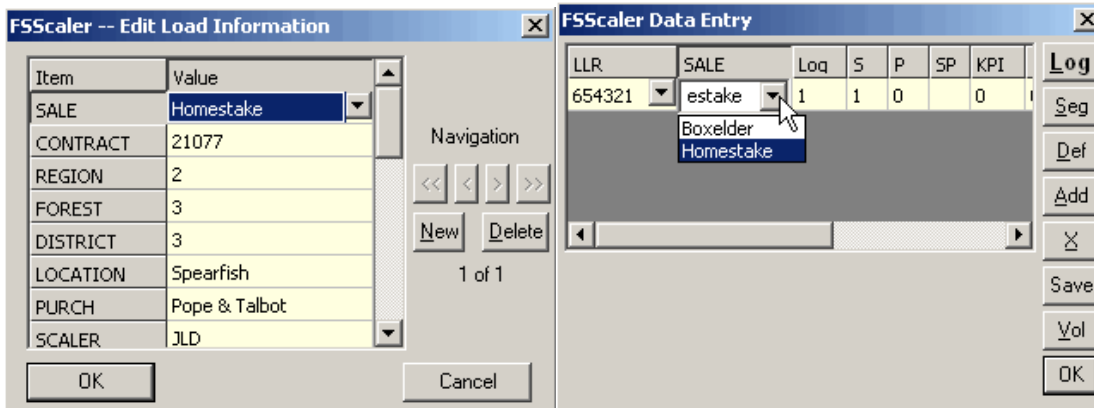 FSScaler -- Edit Load Information
Item Value
SALE Homestake
CONTRACT 21077
REGION 2
FOREST 3
DISTRICT 3
LOCATION Spearfish
PURCH Pope & Talbot
SCALER JLD
Navigation
<< < > >>
New Delete
1 of 1
OK Cancel
FSScaler Data Entry
LLR SALE Log S P SP KPI
654321 estake 1 1 0 0
Boxelder
Homestake
Log
Seg
Def
Add
X
Save
Vol
OK